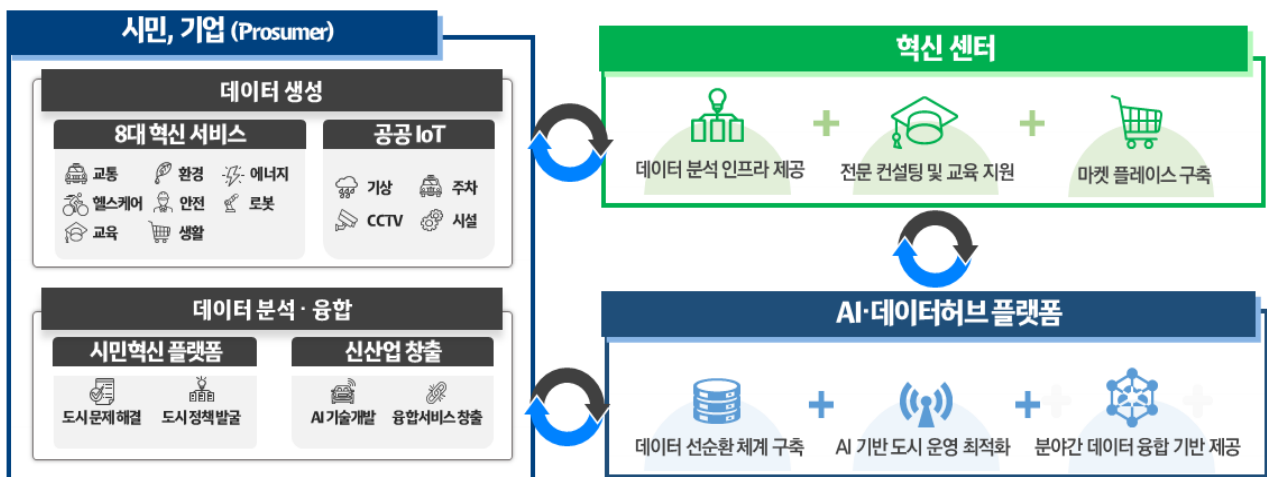 시민, 기업 (Prosumer)
데이터 생성
8대 혁신 서비스
교통 환경 에너지
헬스케어 안전 로봇
교육 생활
공공 IoT
기상 주차
CCTV 시설
데이터 분석 · 융합
시민혁신 플랫폼
도시 문제 해결 도시 정책 발굴
신산업 창출
AI 기술개발 융합서비스 창출
혁신 센터
데이터 분석 인프라 제공 + 전문 컨설팅 및 교육 지원 + 마켓 플레이스 구축
AI·데이터허브 플랫폼
데이터 선순환 체계 구축 + AI 기반 도시 운영 최적화 + 분야간 데이터 융합 기반 제공